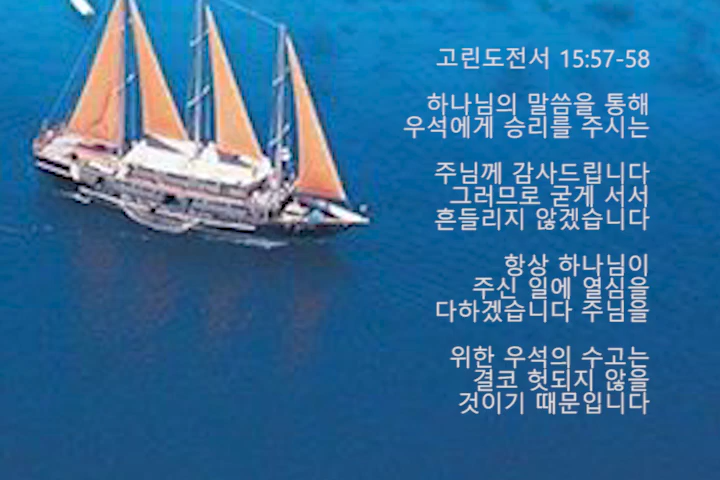 고린도전서 15:57-58
하나님의 말씀을 통해
우석에게 승리를 주시는
주님께 감사드립니다
그러므로 굳게 서서
흔들리지 않겠습니다
항상 하나님이
주신 일에 열심을
다하겠습니다 주님을
위한 우석의 수고는
결코 헛되지 않을
것이기 때문입니다